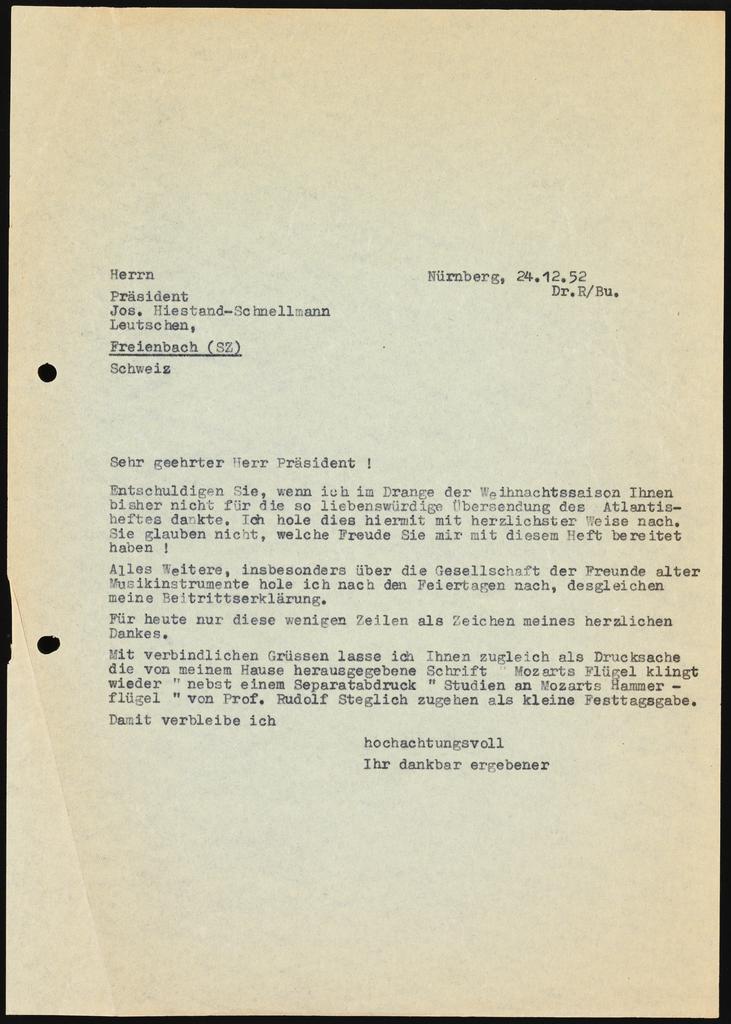 Herrn
Nürnberg, 24.12.52
Dr.R/Bu.
Präsident
Jos. Hiestand-Schnellmann
Leutschen,
Freienbach (SZ)
Schweiz
Sehr geehrter Herr Präsident !
Entschuldigen Sie, wenn ich im Drange der Weihnachtssaison Ihnen
bisher nicht für die so liebenswürdige Übersendung des Atlantis-
heftes dankte. Ich hole dies hiermit mit herzlichster Weise nach.
Sie glauben nicht, welche Freude Sie mir mit diesem Heft bereitet
haben !
Alles Weitere, insbesonders über die Gesellschaft der Freunde alter
Musikinstrumente hole ich nach den Feiertagen nach, desgleichen
meine Beitrittserklärung.
Für heute nur diese wenigen Zeilen als Zeichen meines herzlichen
Dankes.
Mit verbindlichen Grüssen lasse ich Ihnen zugleich als Drucksache
die von meinem Hause herausgegebene Schrift " Mozarts Flügel klingt
wieder " nebst einem Separatabdruck " Studien an Mozarts Hammer -
flügel " von Prof. Rudolf Steglich zugehen als kleine Festtagsgabe.
Damit verbleibe ich
hochachtungsvoll
Ihr dankbar ergebener